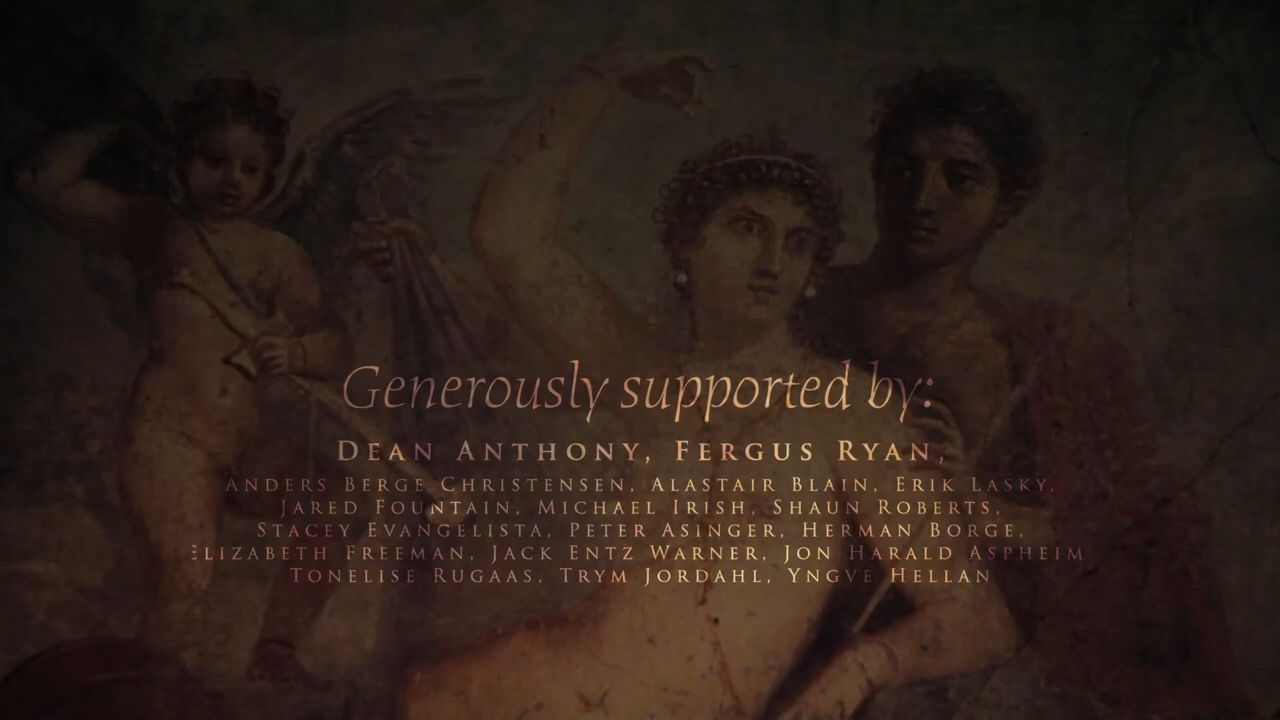 Generously supported by:
DEAN ANTHONY, FERGUS RYAN,
ANDERS BERGE CHRISTENSEN, ALASTAIR BLAIN, ERIK LASKY,
JARED FOUNTAIN, MICHAEL IRISH, SHAUN ROBERTS,
STACEY EVANGELISTA, PETER ASINGER, HERMAN BORGE,
ELIZABETH FREEMAN, JACK ENTZ WARNER, JON HARALD ASPHEIM
TONELISE RUGAAS, TRYM JORDAHL, YNGVE HELLAN